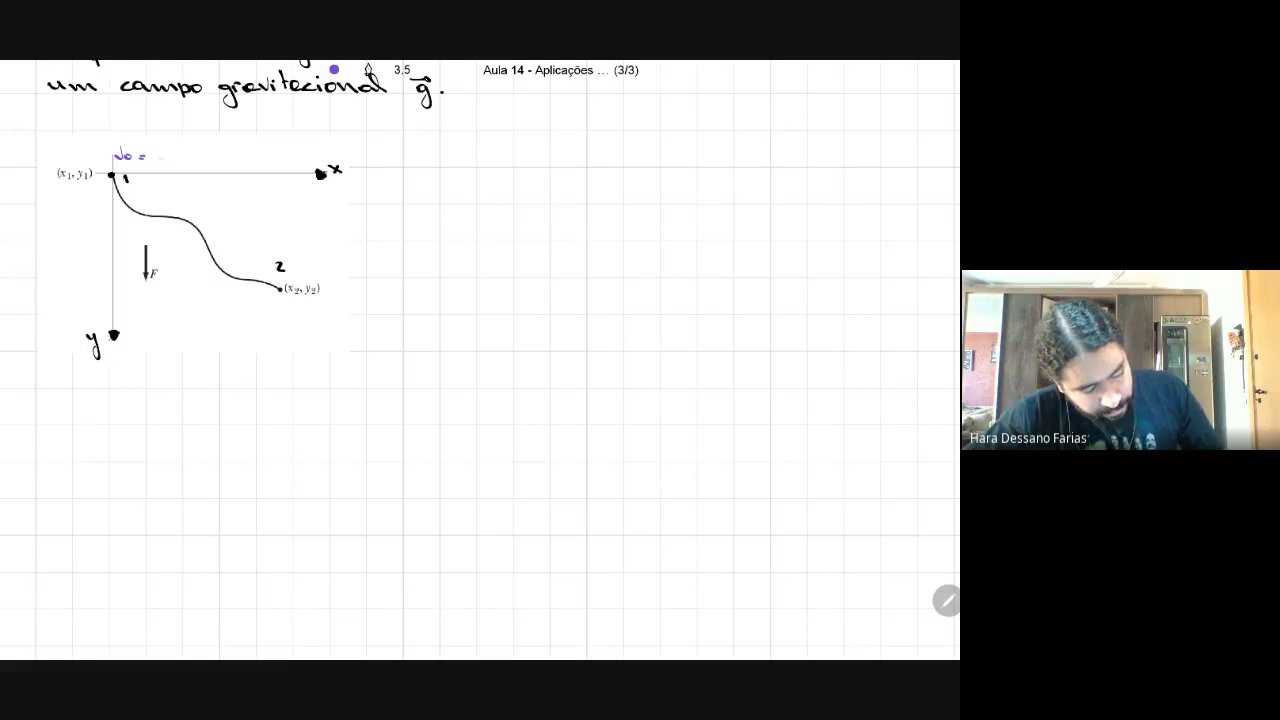 3.5 Aula 14 - Aplicações ... (3/3)
um campo gravitacional g⃗.
v0 =
(x₁, y₁) 1 x
2
F
(x₂, y₂)
y
Hara Dessano Farias